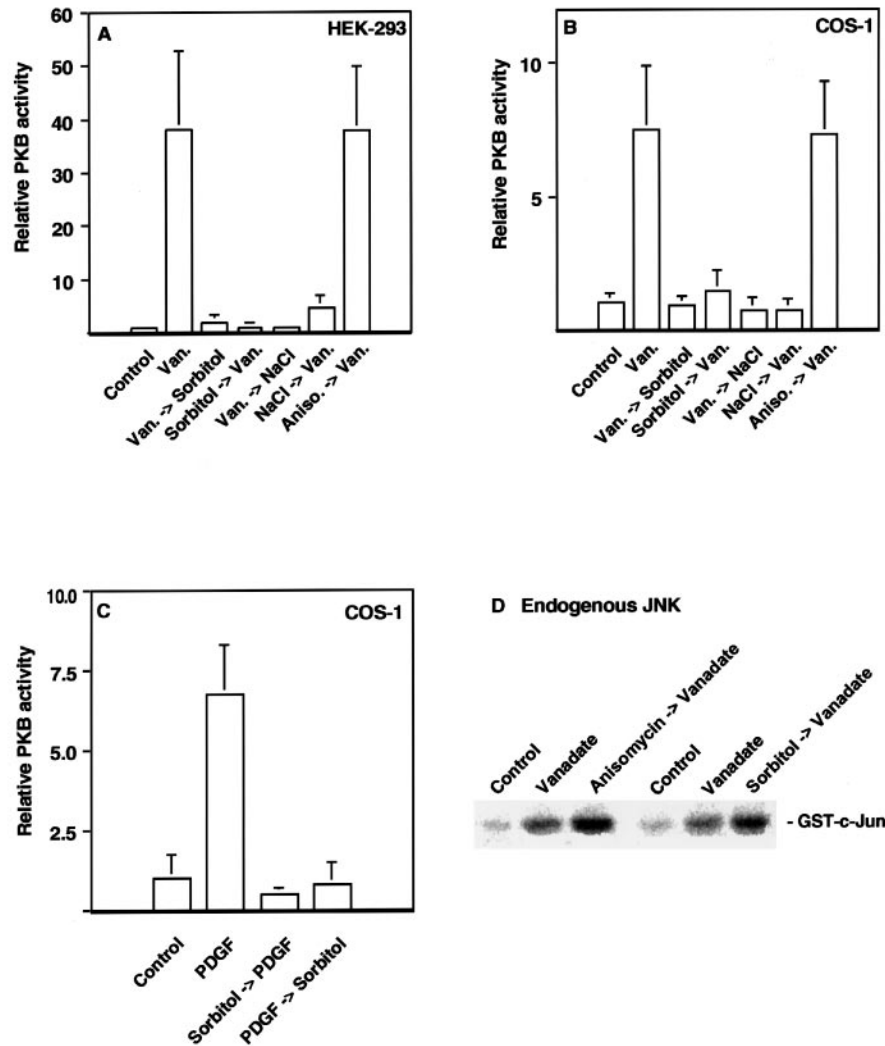 A
HEK-293
Relative PKB activity
60
50
40
30
20
10
Control
Van.
Van. -> Sorbitol
Sorbitol -> Van.
Van. -> NaCl
NaCl -> Van.
Aniso. -> Van.
B
COS-1
Relative PKB activity
10
5
Control
Van.
Van. -> Sorbitol
Sorbitol -> Van.
Van. -> NaCl
NaCl -> Van.
Aniso. -> Van.
C
COS-1
Relative PKB activity
10.0
7.5
5.0
2.5
Control
PDGF
Sorbitol -> PDGF
PDGF -> Sorbitol
D Endogenous JNK
Control
Vanadate
Anisomycin -> Vanadate
Control
Vanadate
Sorbitol -> Vanadate
- GST-c-Jun